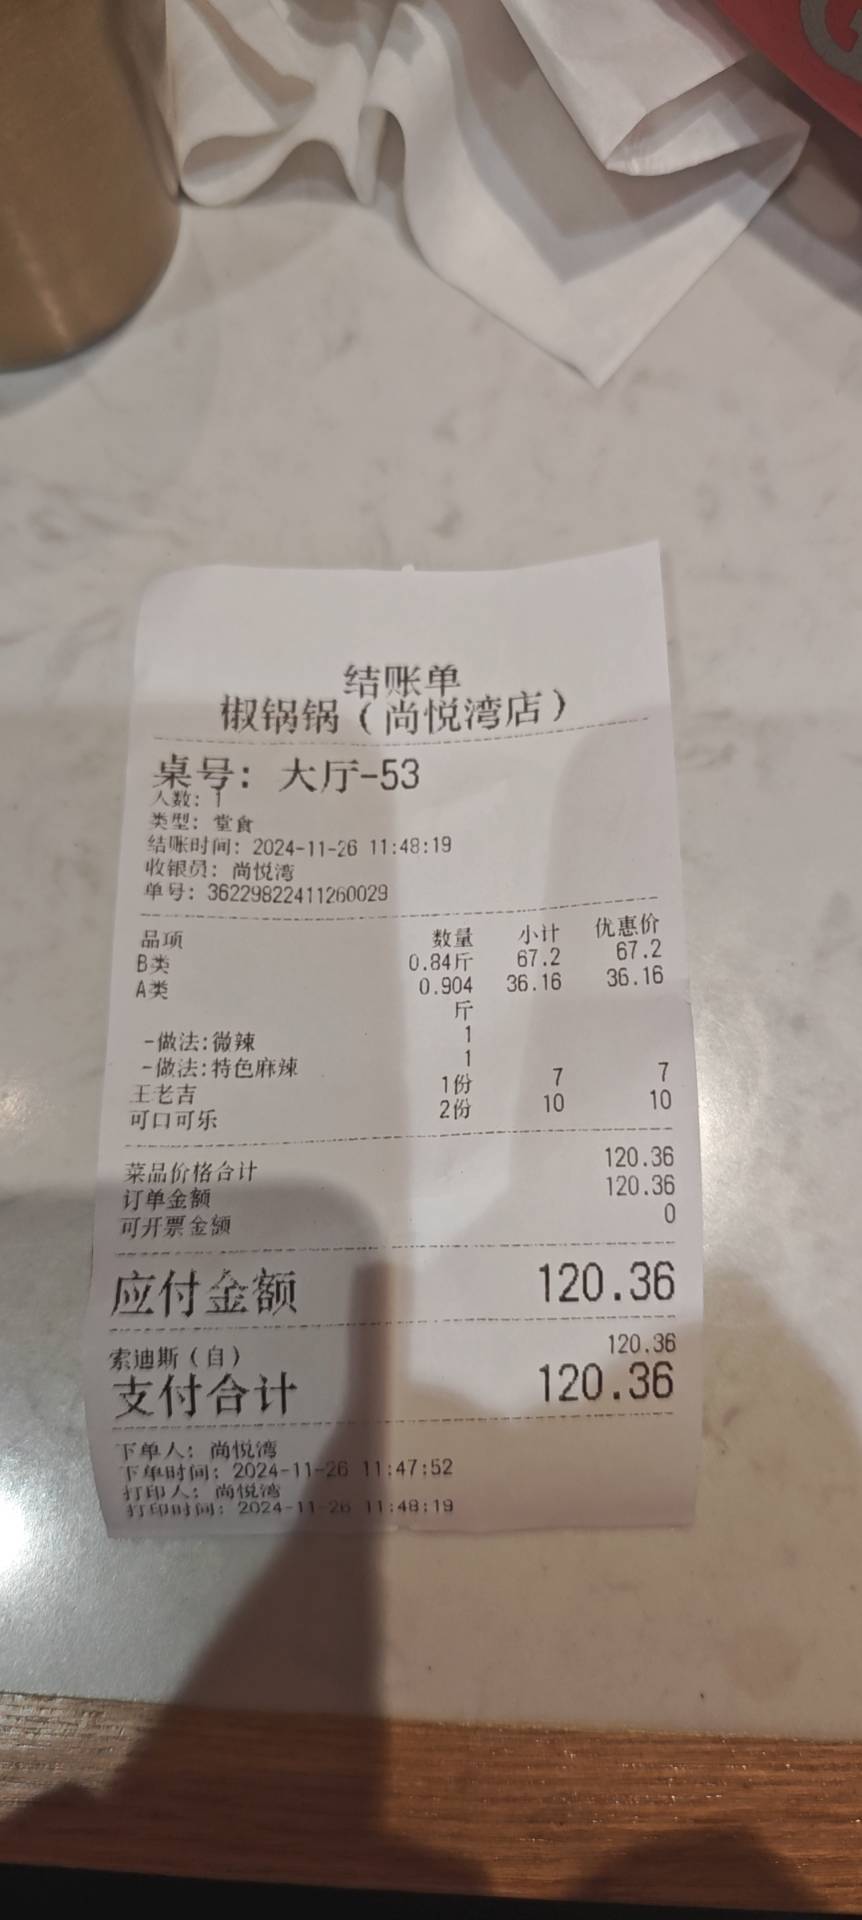 结账单
椒锅锅（尚悦湾店）
桌号：大厅-53
人数：1
类型：堂食
结账时间：2024-11-26 11:48:19
收银员：尚悦湾
单号：36229822411260029
品项 数量 小计 优惠价
B类 0.84斤 67.2 67.2
A类 0.904 36.16 36.16
斤
-做法:微辣 1
-做法:特色麻辣 1
王老吉 1份 7 7
可口可乐 2份 10 10
菜品价格合计 120.36
订单金额 120.36
可开票金额 0
应付金额 120.36
索迪斯（自） 120.36
支付合计 120.36
下单人：尚悦湾
下单时间：2024-11-26 11:47:52
打印人：尚悦湾
打印时间：2024-11-26 11:48:19